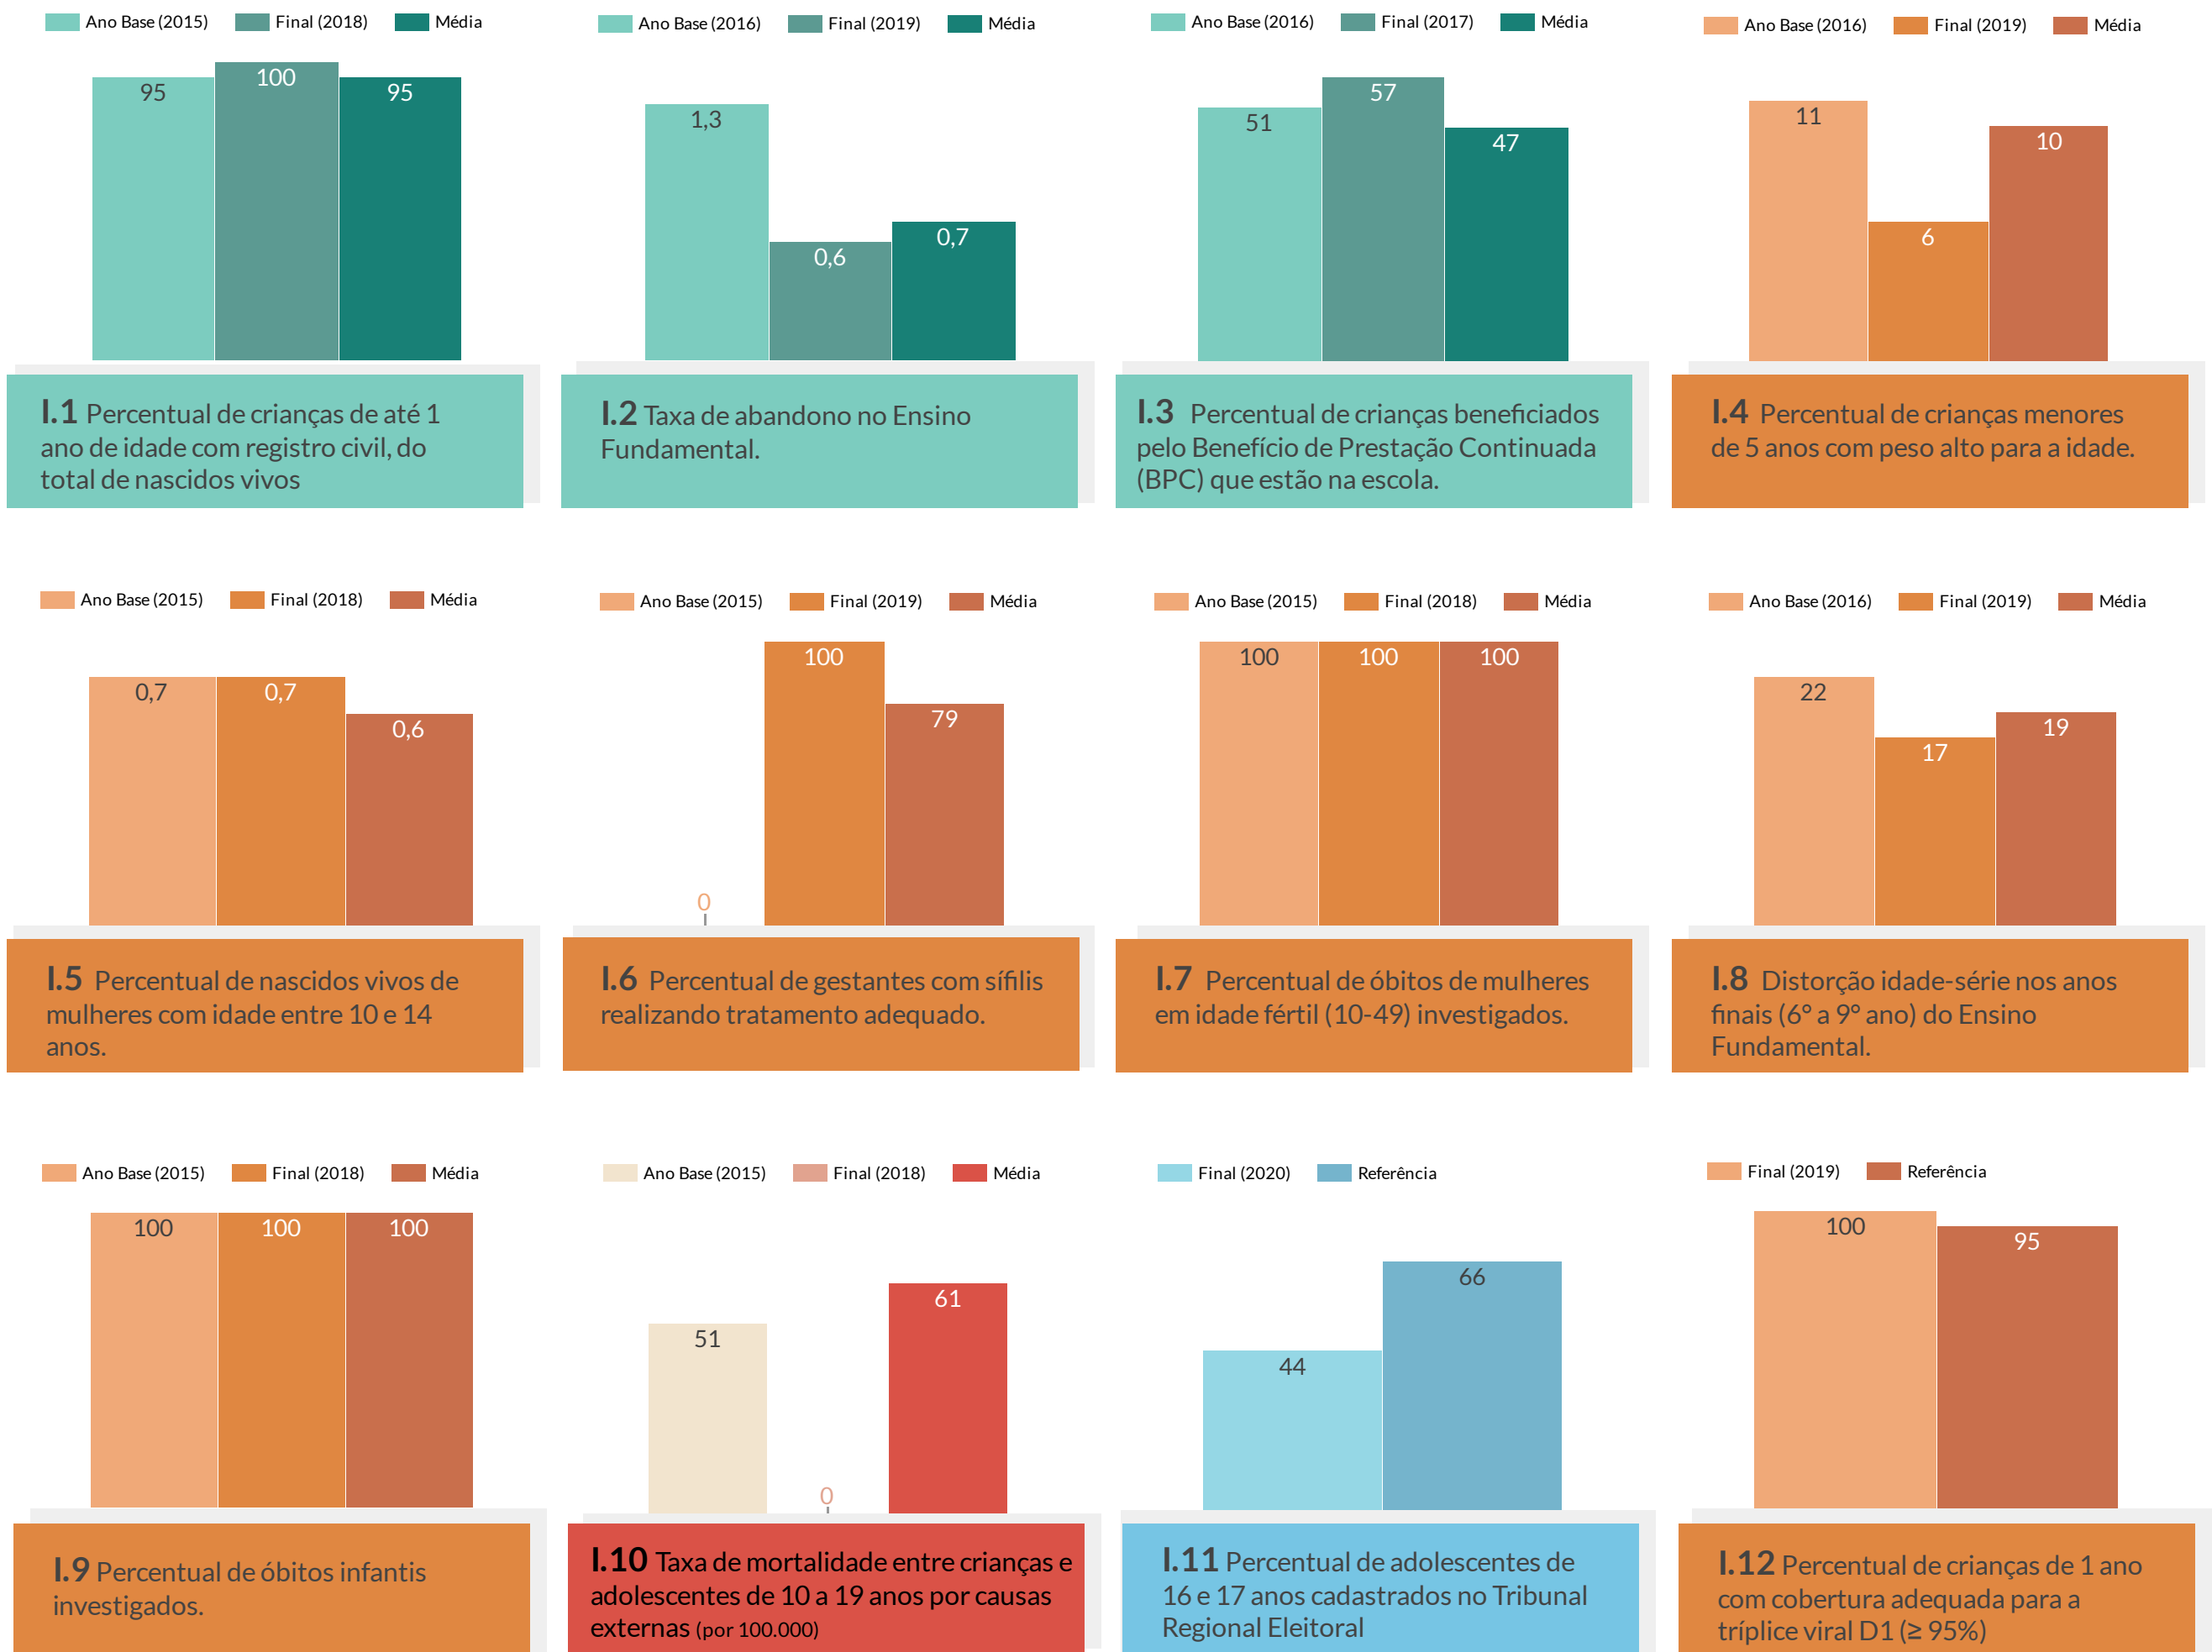 Ano Base (2015) Final (2018) Média
95 100 95
I.1 Percentual de crianças de até 1
ano de idade com registro civil, do
total de nascidos vivos
Ano Base (2016) Final (2019) Média
1,3 0,6 0,7
I.2 Taxa de abandono no Ensino
Fundamental.
Ano Base (2016) Final (2017) Média
51 57 47
I.3 Percentual de crianças beneficiados
pelo Benefício de Prestação Continuada
(BPC) que estão na escola.
Ano Base (2016) Final (2019) Média
11 6 10
I.4 Percentual de crianças menores
de 5 anos com peso alto para a idade.
Ano Base (2015) Final (2018) Média
0,7 0,7 0,6
I.5 Percentual de nascidos vivos de
mulheres com idade entre 10 e 14
anos.
Ano Base (2015) Final (2019) Média
0 100 79
I.6 Percentual de gestantes com sífilis
realizando tratamento adequado.
Ano Base (2015) Final (2018) Média
100 100 100
I.7 Percentual de óbitos de mulheres
em idade fértil (10-49) investigados.
Ano Base (2016) Final (2019) Média
22 17 19
I.8 Distorção idade-série nos anos
finais (6º a 9º ano) do Ensino
Fundamental.
Ano Base (2015) Final (2018) Média
100 100 100
I.9 Percentual de óbitos infantis
investigados.
Ano Base (2015) Final (2018) Média
51 0 61
I.10 Taxa de mortalidade entre crianças e
adolescentes de 10 a 19 anos por causas
externas (por 100.000)
Final (2020) Referência
44 66
I.11 Percentual de adolescentes de
16 e 17 anos cadastrados no Tribunal
Regional Eleitoral
Final (2019) Referência
100 95
I.12 Percentual de crianças de 1 ano
com cobertura adequada para a
tríplice viral D1 (≥ 95%)